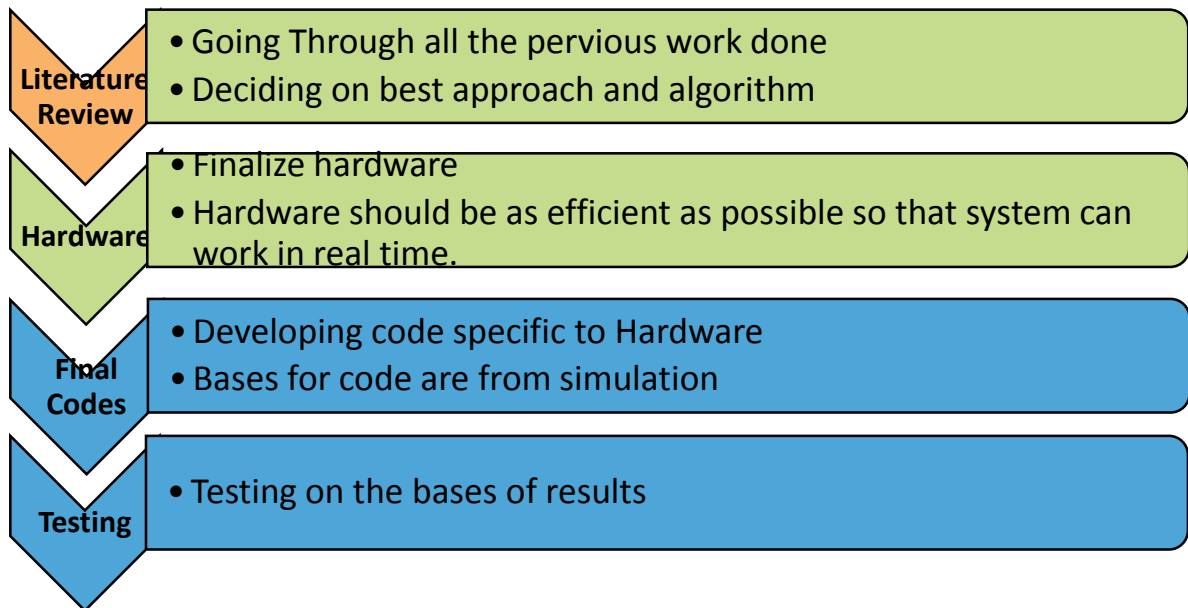 Literature
Review
• Going Through all the pervious work done
• Deciding on best approach and algorithm
Hardware
• Finalize hardware
• Hardware should be as efficient as possible so that system can
work in real time.
Final
Codes
• Developing code specific to Hardware
• Bases for code are from simulation
Testing
• Testing on the bases of results